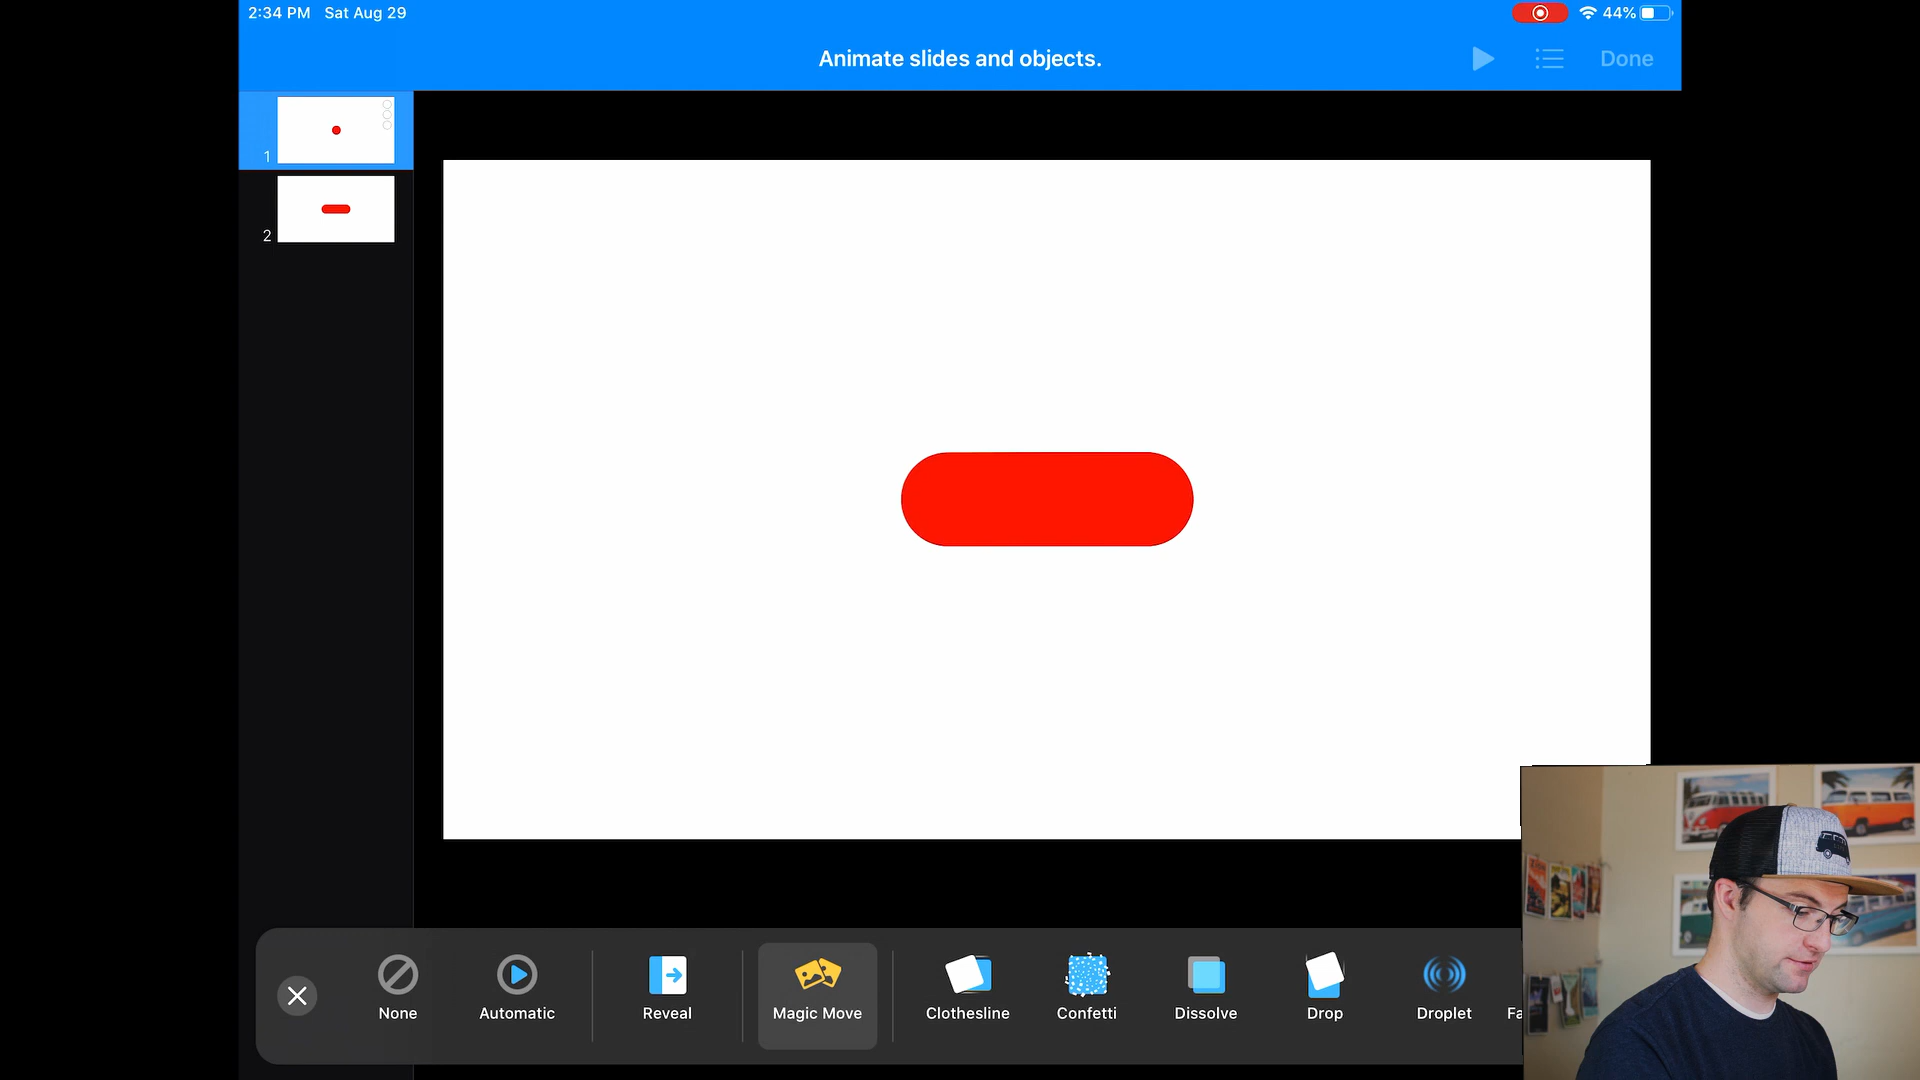 2:34 PM Sat Aug 29
44%
Animate slides and objects.
Done
1
2
None
Automatic
Reveal
Magic Move
Clothesline
Confetti
Dissolve
Drop
Droplet
Fa